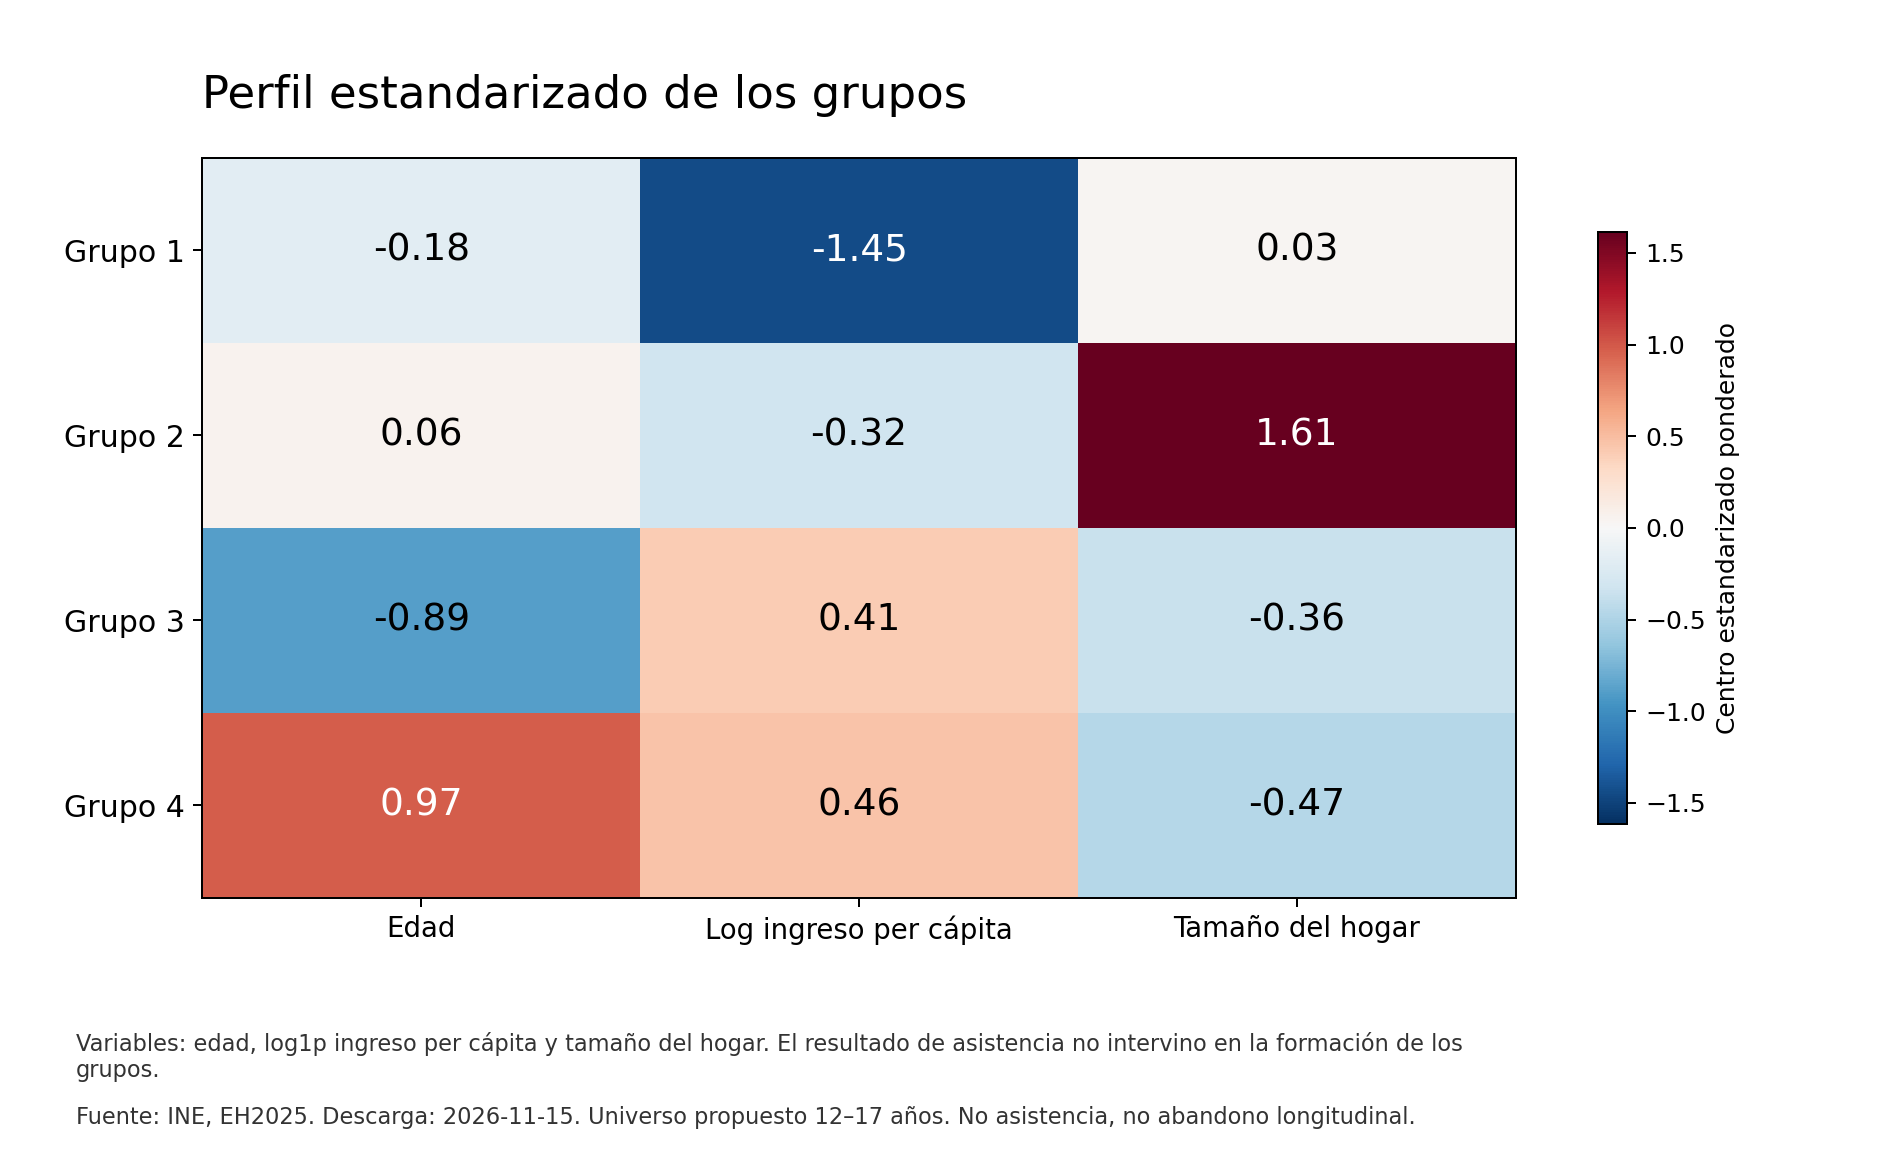 Perfil estandarizado de los grupos
Grupo 1 -0.18 -1.45 0.03
Grupo 2 0.06 -0.32 1.61
Grupo 3 -0.89 0.41 -0.36
Grupo 4 0.97 0.46 -0.47
Edad Log ingreso per cápita Tamaño del hogar
1.5
1.0
0.5
0.0
−0.5
−1.0
−1.5
Centro estandarizado ponderado
Variables: edad, log1p ingreso per cápita y tamaño del hogar. El resultado de asistencia no intervino en la formación de los
grupos.
Fuente: INE, EH2025. Descarga: 2026-11-15. Universo propuesto 12–17 años. No asistencia, no abandono longitudinal.